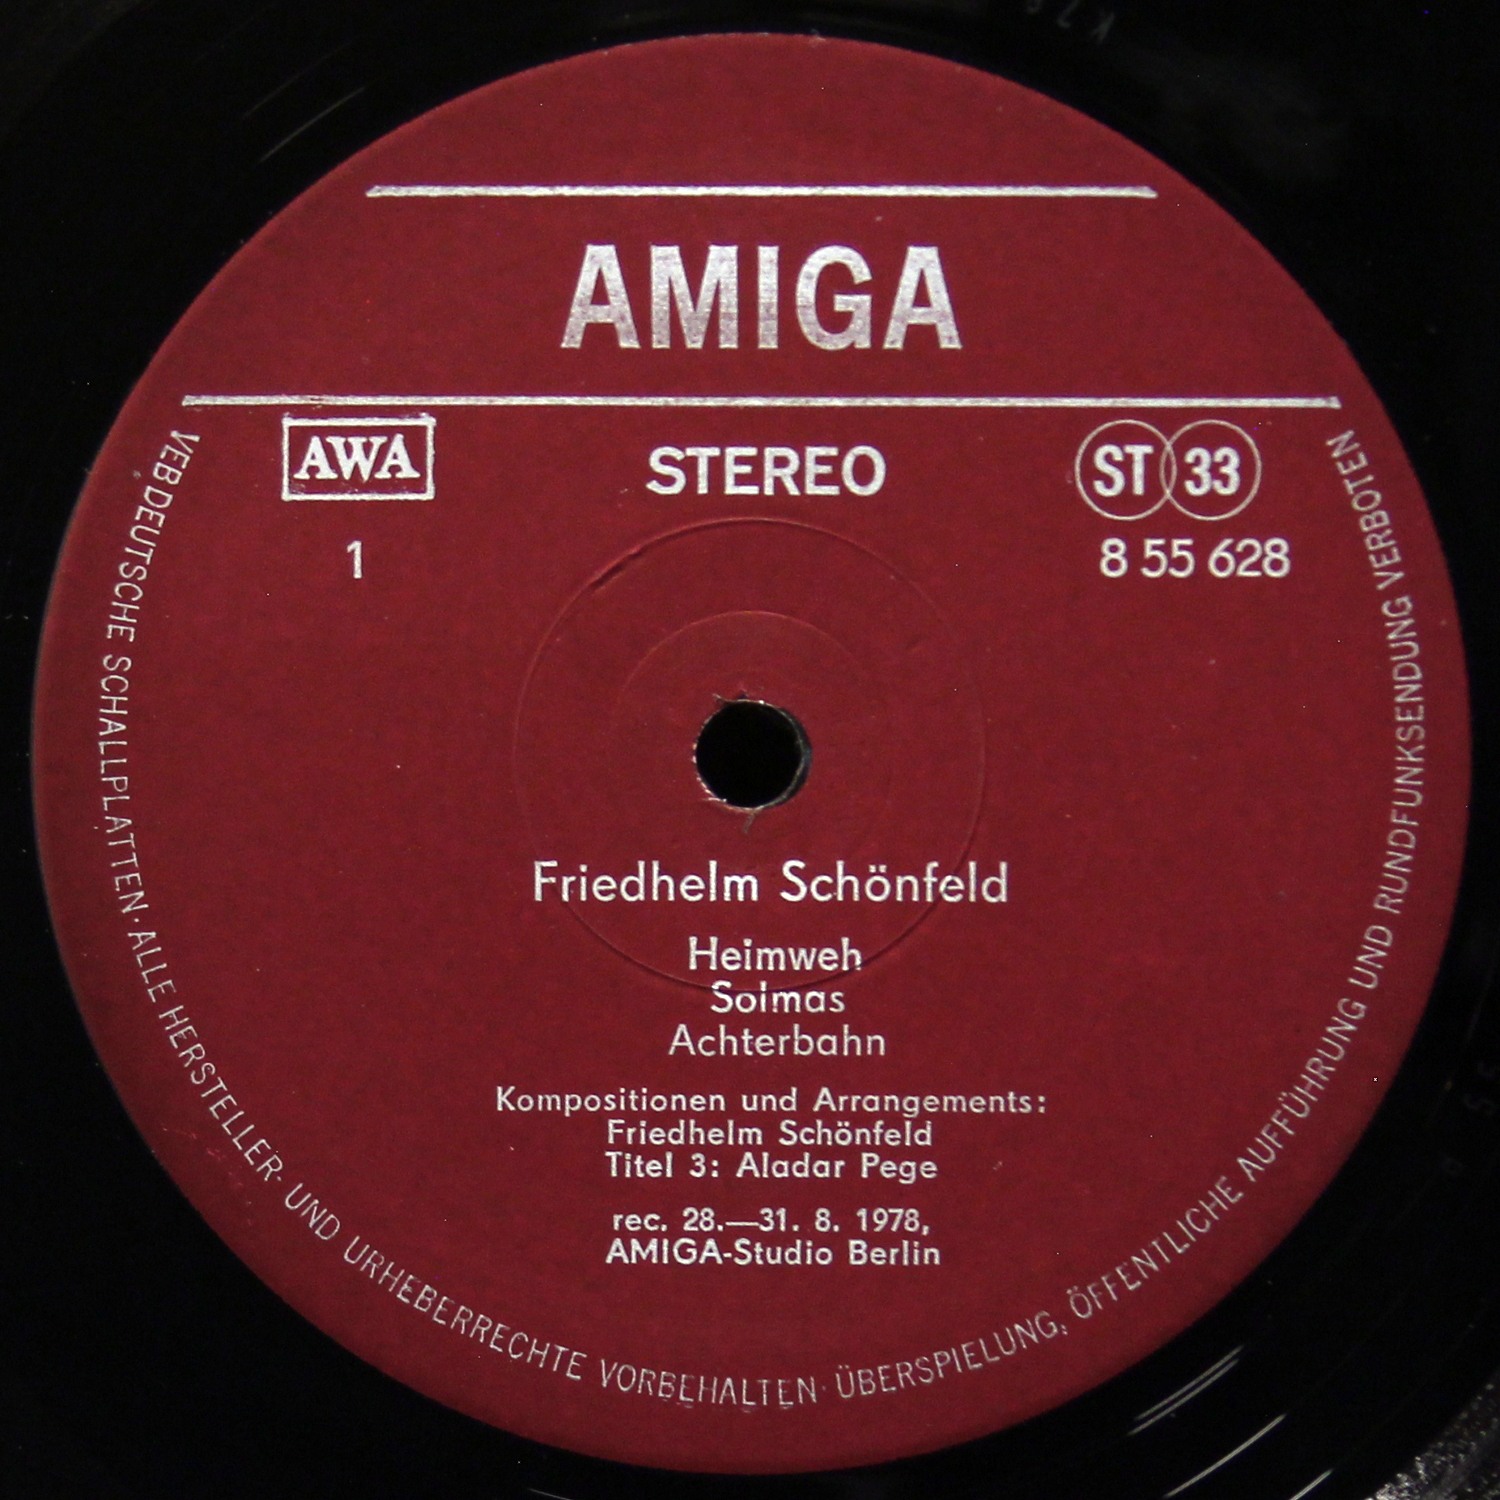 AMIGA
AWA
STEREO
ST 33
1
8 55 628
Friedhelm Schönfeld
Heimweh
Solmas
Achterbahn
Kompositionen und Arrangements:
Friedhelm Schönfeld
Titel 3: Aladar Pege
rec. 28.—31. 8. 1978,
AMIGA-Studio Berlin
VEB DEUTSCHE SCHALLPLATTEN · ALLE HERSTELLER- UND URHEBERRECHTE VORBEHALTEN · ÜBERSPIELUNG, ÖFFENTLICHE AUFFÜHRUNG UND RUNDFUNKSENDUNG VERBOTEN